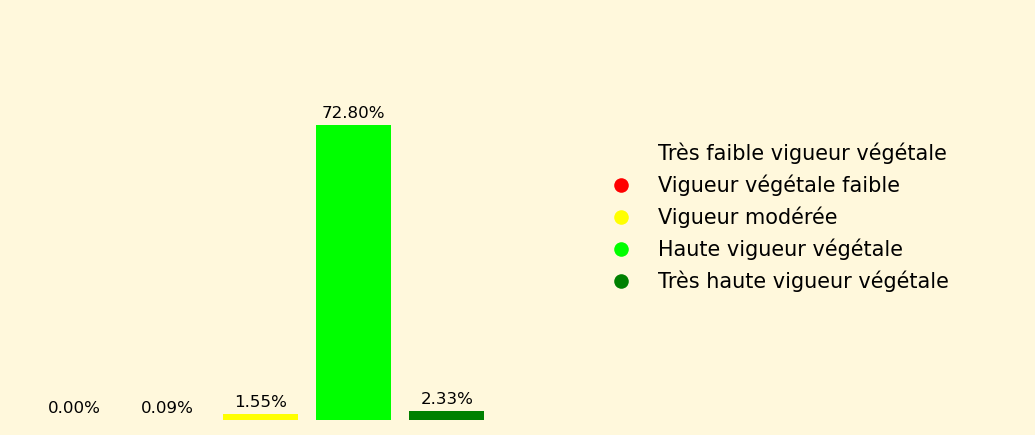 72.80%
0.00%
0.09%
1.55%
2.33%
Très faible vigueur végétale
Vigueur végétale faible
Vigueur modérée
Haute vigueur végétale
Très haute vigueur végétale